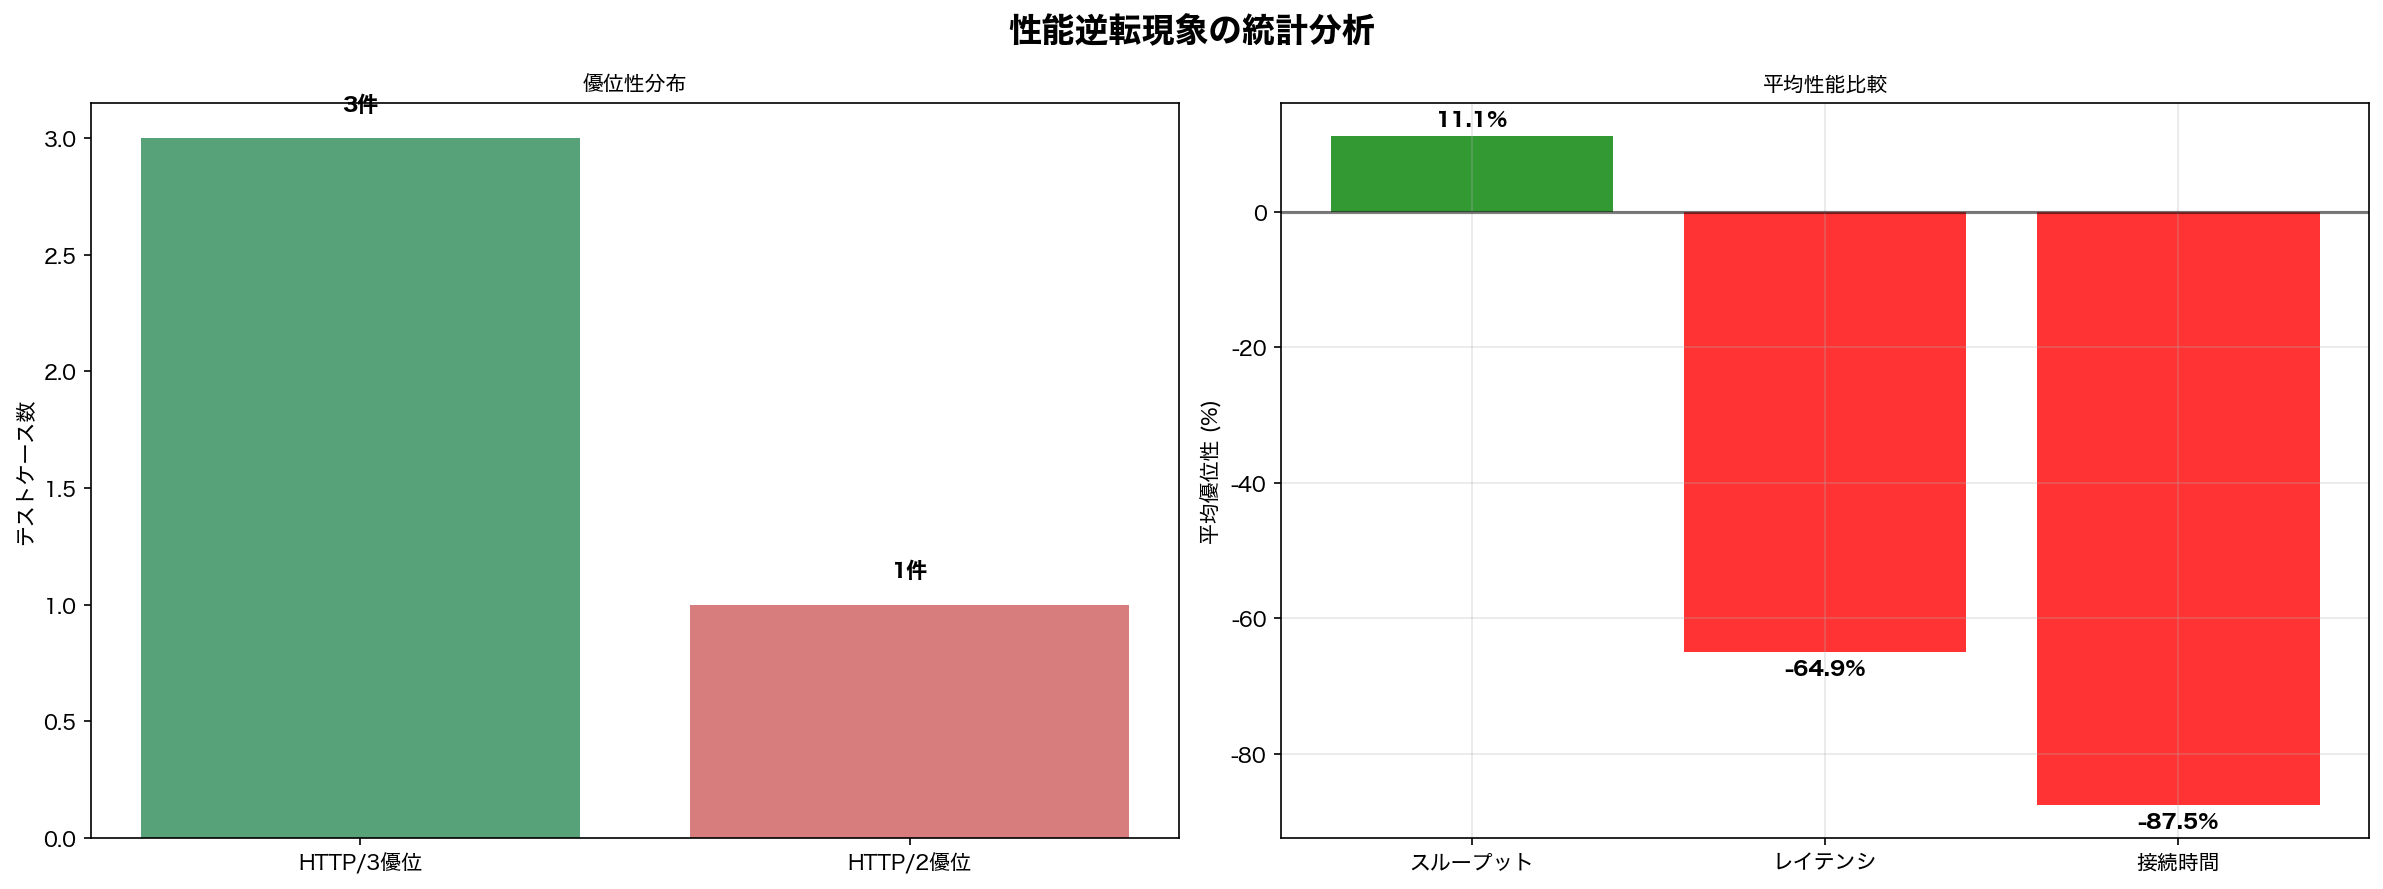 性能逆転現象の統計分析
優位性分布
3件
1件
3.0
2.5
2.0
1.5
1.0
0.5
0.0
テストケース数
HTTP/3優位
HTTP/2優位
平均性能比較
11.1%
-64.9%
-87.5%
0
-20
-40
-60
-80
平均優位性 (%)
スループット
レイテンシ
接続時間